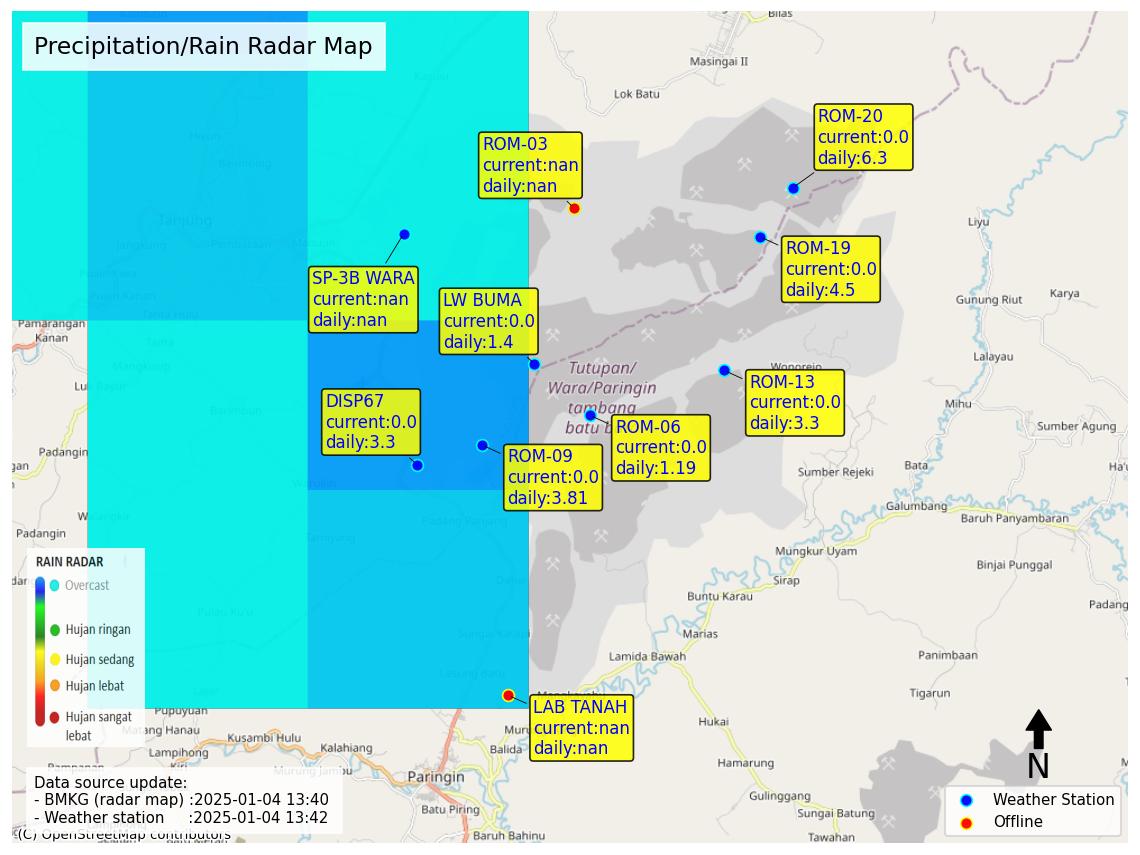 Precipitation/Rain Radar Map
Bilas
Masingai II
Lok Batu
Kapului
ROM-20
current:0.0
daily:6.3
ROM-03
current:nan
daily:nan
Tanjung
Liyu
ROM-19
current:0.0
daily:4.5
SP-3B WARA
current:nan
daily:nan
LW BUMA
current:0.0
daily:1.4
Gunung Riut
Karya
Pamarangan
Kanan
Lalayau
Tutupan/
Wara/Paringin
tambang
batu b
Wonorejo
ROM-13
current:0.0
daily:3.3
DISP67
current:0.0
daily:3.3
ROM-06
current:0.0
daily:1.19
ROM-09
current:0.0
daily:3.81
Mihu
Sumber Agung
Padangin
Bata
Sumber Rejeki
Galumbang
Baruh Panyambaran
Padangin
Padang Panjang
Mungkur Uyam
Binjai Punggal
Sirap
Buntu Karau
Padang
Marias
Lamida Bawah
Panimbaan
Tigarun
RAIN RADAR
Overcast
Hujan ringan
Hujan sedang
Hujan lebat
Hujan sangat
lebat
LAB TANAH
current:nan
daily:nan
Pupuyuan
Matang Hanau
Kusambi Hulu
Lampihong
Kalahiang
Murung Jambu
Balida
Paringin
Hukai
Hamarung
Batu Piring
Gulinggang
Sungai Batung
Baruh Bahinu
Tawahan
Data source update:
- BMKG (radar map) :2025-01-04 13:40
- Weather station :2025-01-04 13:42
(C) OpenStreetMap contributors
N
Weather Station
Offline